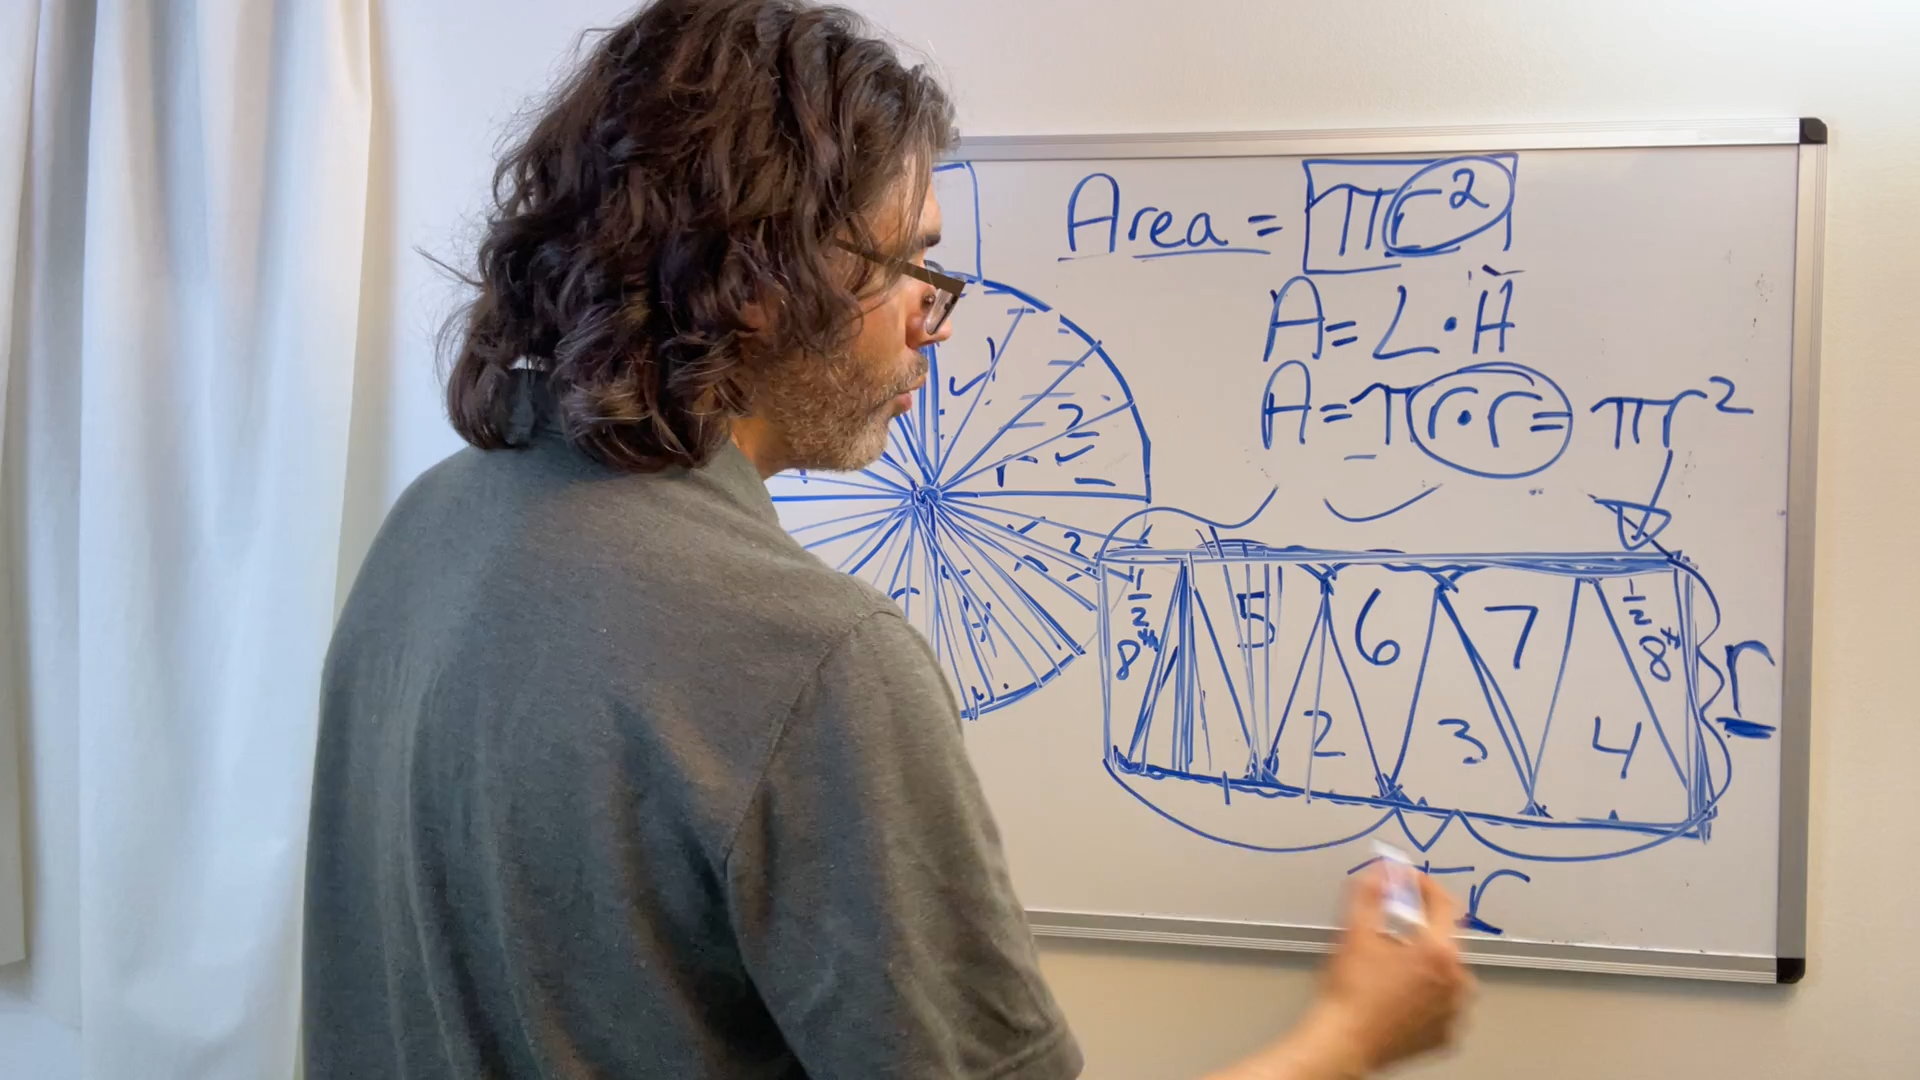 Area = πr²
A = L · H
A = πr·r = πr²
1/2 8th 5 6 7 1/2 8th
2 3 4
r
r